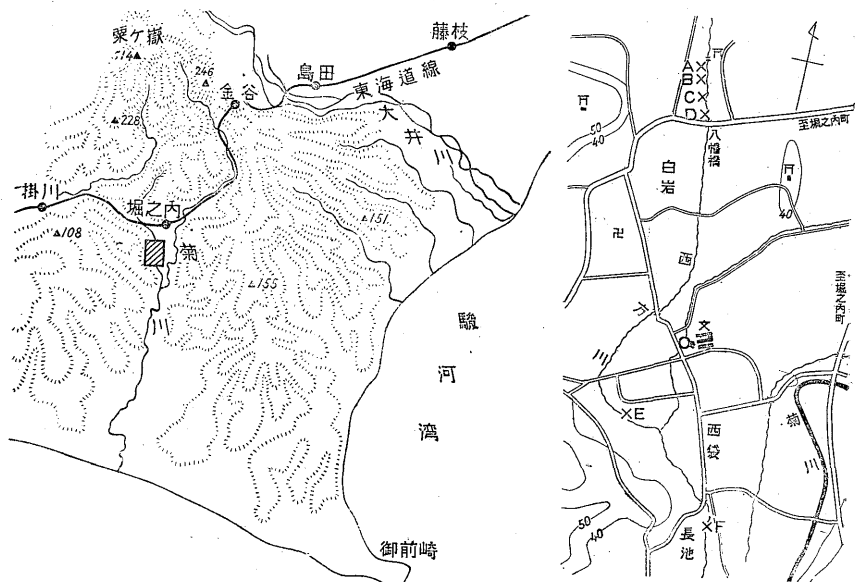 粟ケ嶽
514
246
228
藤枝
島田
東海道線
金谷
大井川
掛川
堀之内
108
151
155
菊川
駿河湾
御前崎
A
B
C
D
八幡橋
至堀之内町
50
40
白岩
卍
40
西方川
文
至堀之内町
E
西袋
菊川
50
40
F
長池